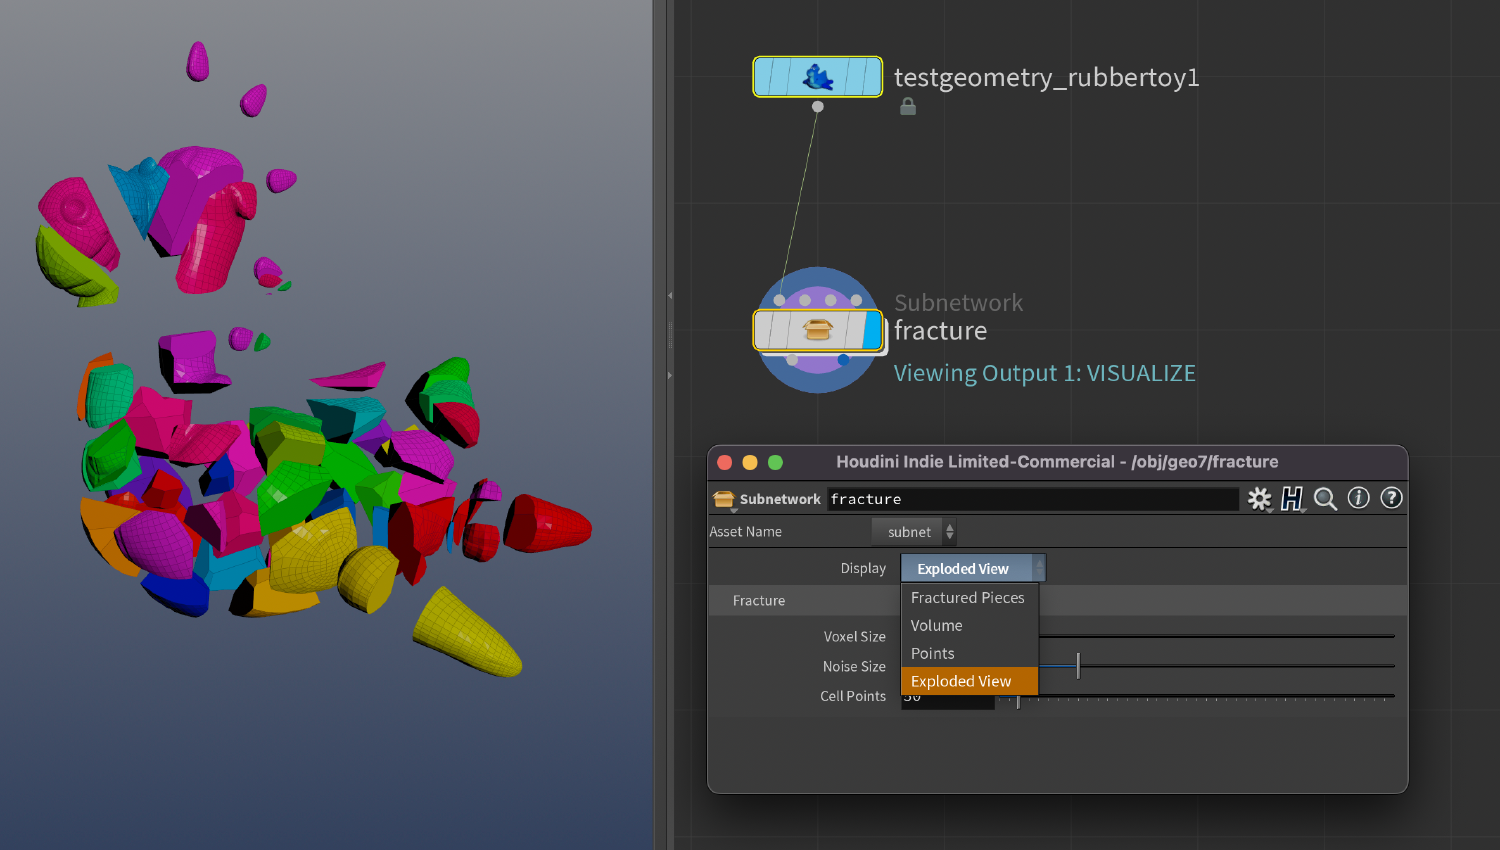 testgeometry_rubbertoy1
Subnetwork
fracture
Viewing Output 1: VISUALIZE
Houdini Indie Limited-Commercial - /obj/geo7/fracture
Subnetwork fracture
Asset Name subnet
Display Exploded View
Fractured Pieces
Fracture
Volume
Voxel Size
Points
Noise Size
Exploded View
Cell Points